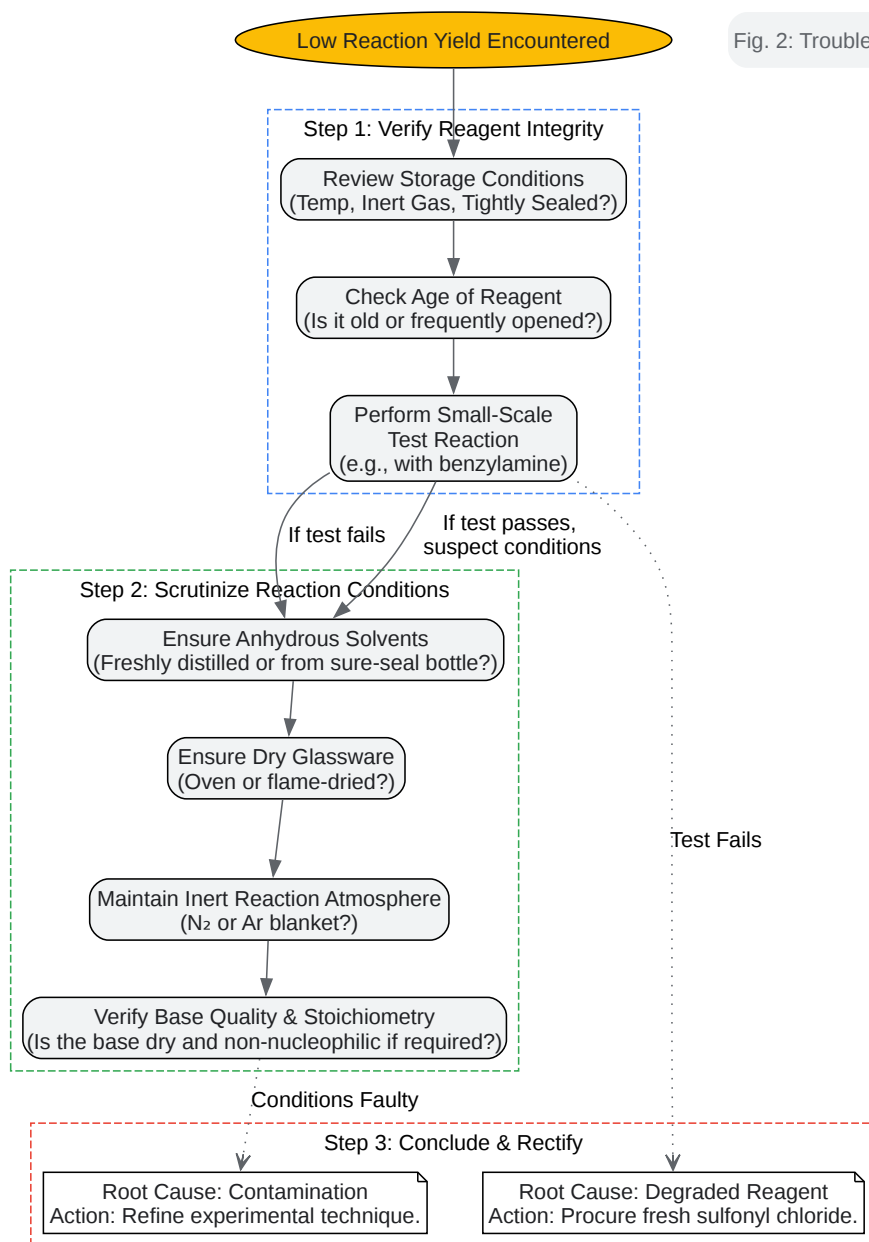 Low Reaction Yield Encountered
Fig. 2: Trouble
Step 1: Verify Reagent Integrity
Review Storage Conditions
(Temp, Inert Gas, Tightly Sealed?)
Check Age of Reagent
(Is it old or frequently opened?)
Perform Small-Scale
Test Reaction
(e.g., with benzylamine)
If test fails
If test passes,
suspect conditions
Step 2: Scrutinize Reaction Conditions
Ensure Anhydrous Solvents
(Freshly distilled or from sure-seal bottle?)
Ensure Dry Glassware
(Oven or flame-dried?)
Test Fails
Maintain Inert Reaction Atmosphere
(N₂ or Ar blanket?)
Verify Base Quality & Stoichiometry
(Is the base dry and non-nucleophilic if required?)
Conditions Faulty
Step 3: Conclude & Rectify
Root Cause: Contamination
Action: Refine experimental technique.
Root Cause: Degraded Reagent
Action: Procure fresh sulfonyl chloride.